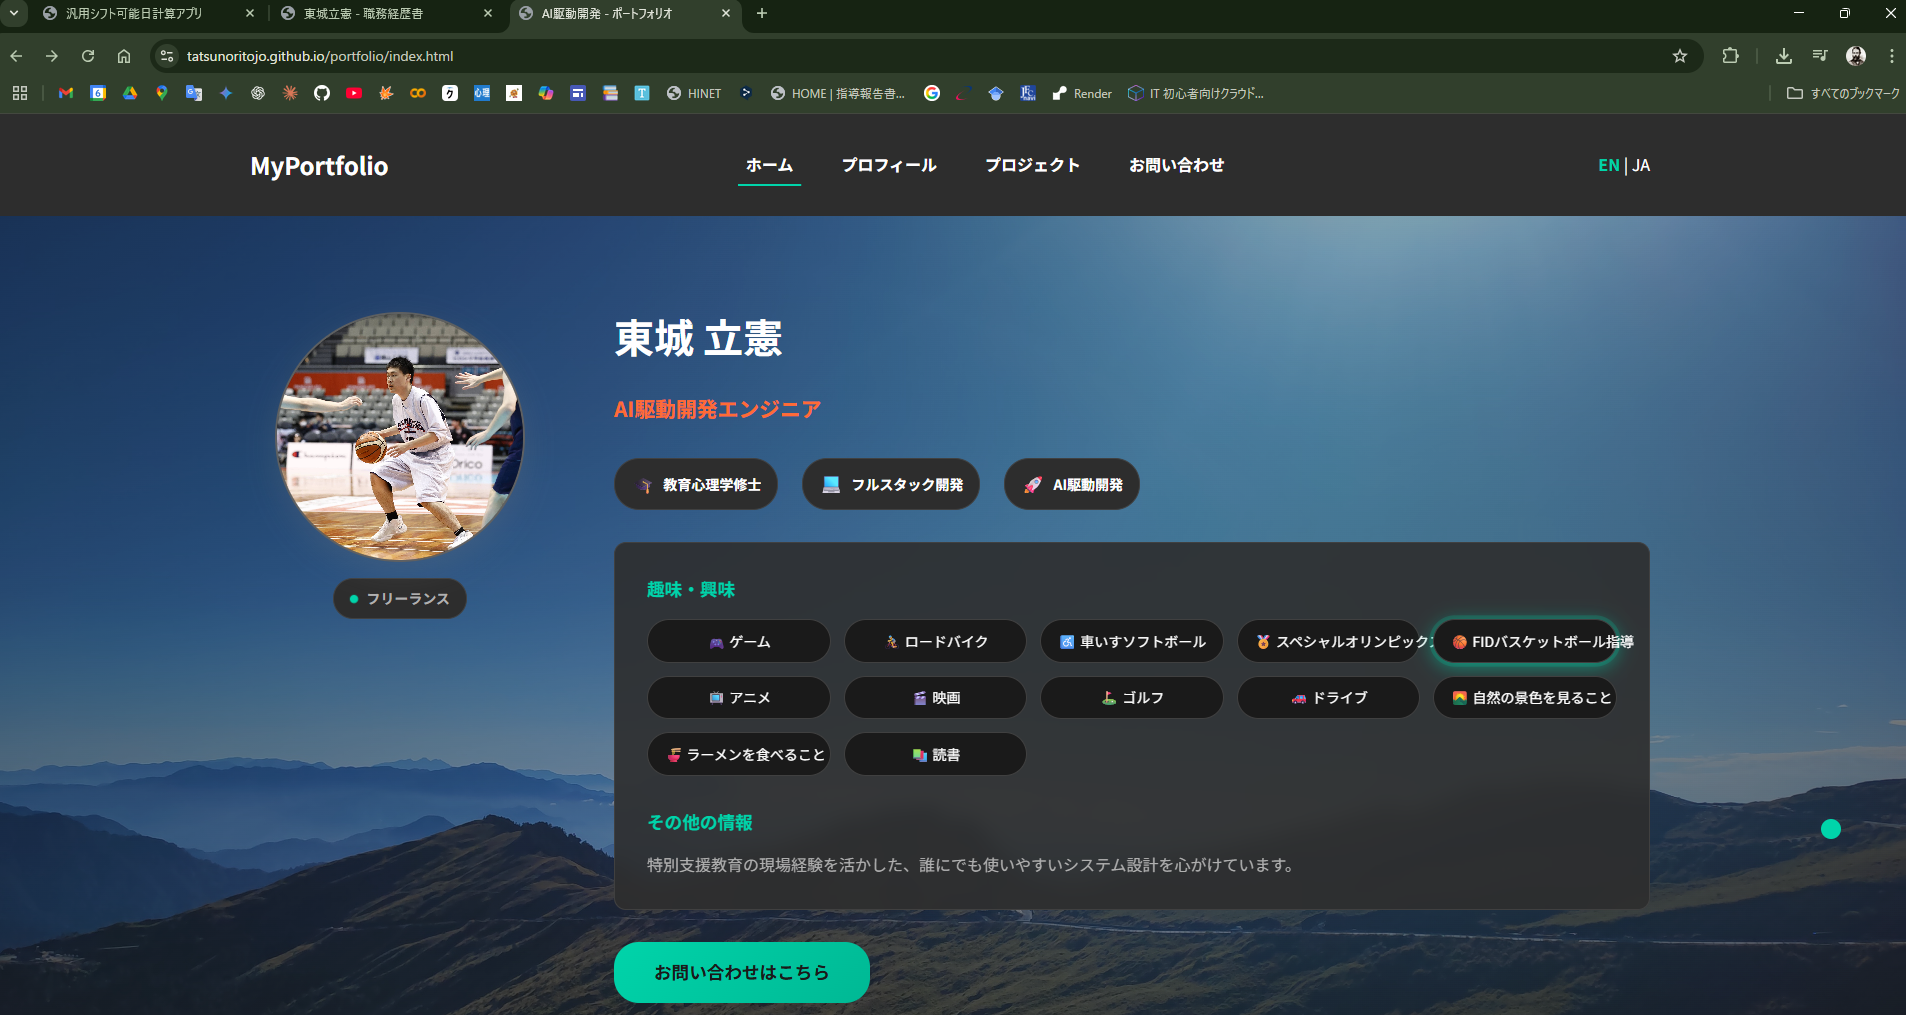 汎用シフト可能日計算アプリ
東城立憲 - 職務経歴書
AI駆動開発 - ポートフォリオ
tatsunoritojo.github.io/portfolio/index.html
HINET
HOME | 指導報告書...
Render
IT 初心者向けクラウド...
すべてのブックマーク
MyPortfolio
ホーム
プロフィール
プロジェクト
お問い合わせ
EN | JA
東城 立憲
AI駆動開発エンジニア
教育心理学修士
フルスタック開発
AI駆動開発
フリーランス
趣味・興味
ゲーム
ロードバイク
車いすソフトボール
スペシャルオリンピックス
FIDバスケットボール指導
アニメ
映画
ゴルフ
ドライブ
自然の景色を見ること
ラーメンを食べること
読書
その他の情報
特別支援教育の現場経験を活かした、誰にでも使いやすいシステム設計を心がけています。
お問い合わせはこちら